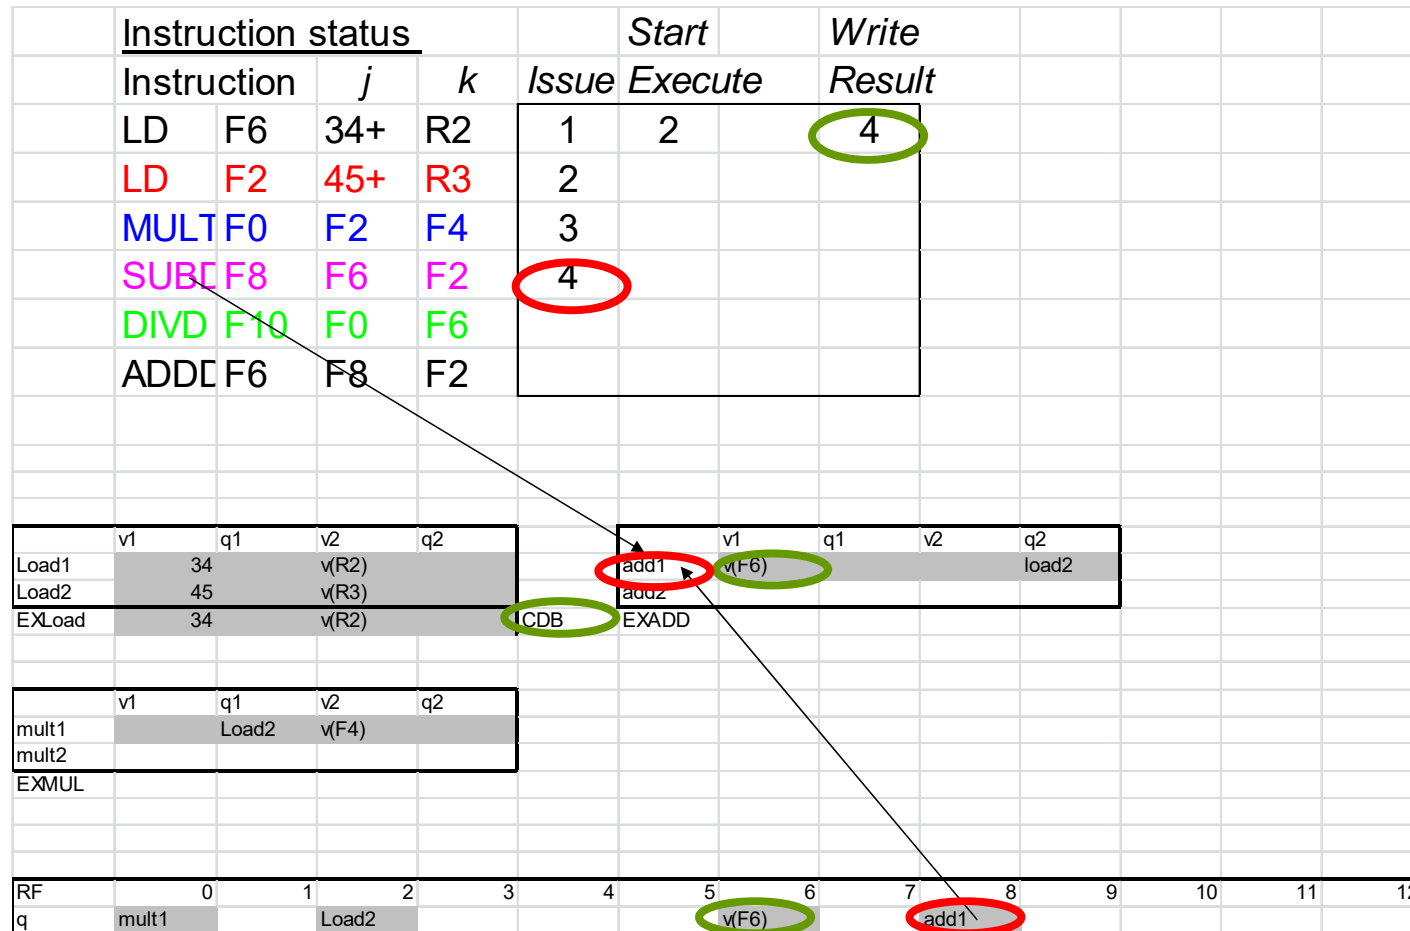 Instruction status Start Write
Instruction j k Issue Execute Result
LD F6 34+ R2 1 2 4
LD F2 45+ R3 2
MULT F0 F2 F4 3
SUBD F8 F6 F2 4
DIVD F10 F0 F6
ADDD F6 F8 F2
v1 q1 v2 q2 v1 q1 v2 q2
Load1 34 v(R2) add1 v(F6) load2
Load2 45 v(R3) add2
EXLoad 34 v(R2) CDB EXADD
v1 q1 v2 q2
mult1 Load2 v(F4)
mult2
EXMUL
RF 0 1 2 3 4 5 6 7 8 9 10 11 12
q mult1 Load2 v(F6) add1